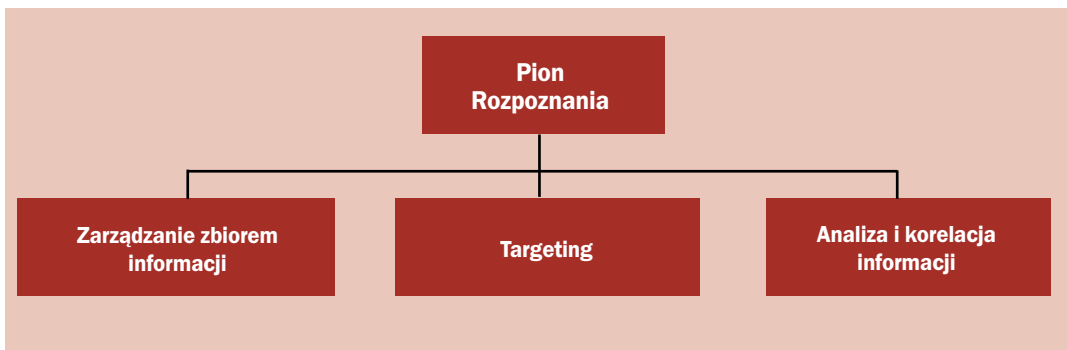 Pion
Rozpoznania
Zarządzanie zbiorem
informacji
Targeting
Analiza i korelacja
informacji